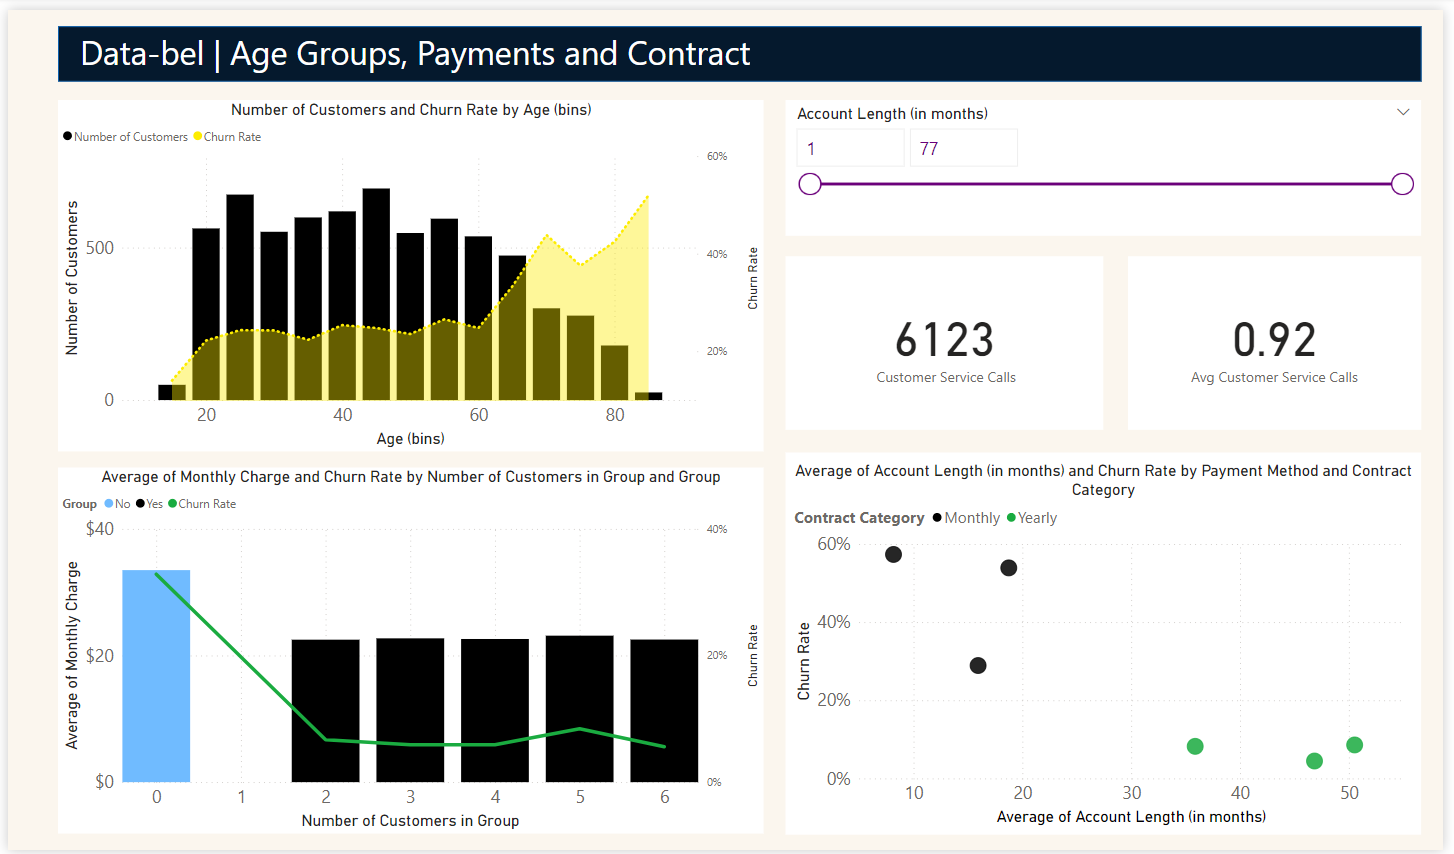 Data-bel | Age Groups, Payments and Contract
Number of Customers and Churn Rate by Age (bins)
Number of Customers Churn Rate
Number of Customers
500
0
60%
40%
20%
Churn Rate
20 40 60 80
Age (bins)
Account Length (in months)
1 77
6123
Customer Service Calls
0.92
Avg Customer Service Calls
Average of Monthly Charge and Churn Rate by Number of Customers in Group and Group
Group No Yes Churn Rate
Average of Monthly Charge
$40
$20
$0
40%
20%
0%
Churn Rate
0 1 2 3 4 5 6
Number of Customers in Group
Average of Account Length (in months) and Churn Rate by Payment Method and Contract
Category
Contract Category Monthly Yearly
Churn Rate
60%
40%
20%
0%
10 20 30 40 50
Average of Account Length (in months)